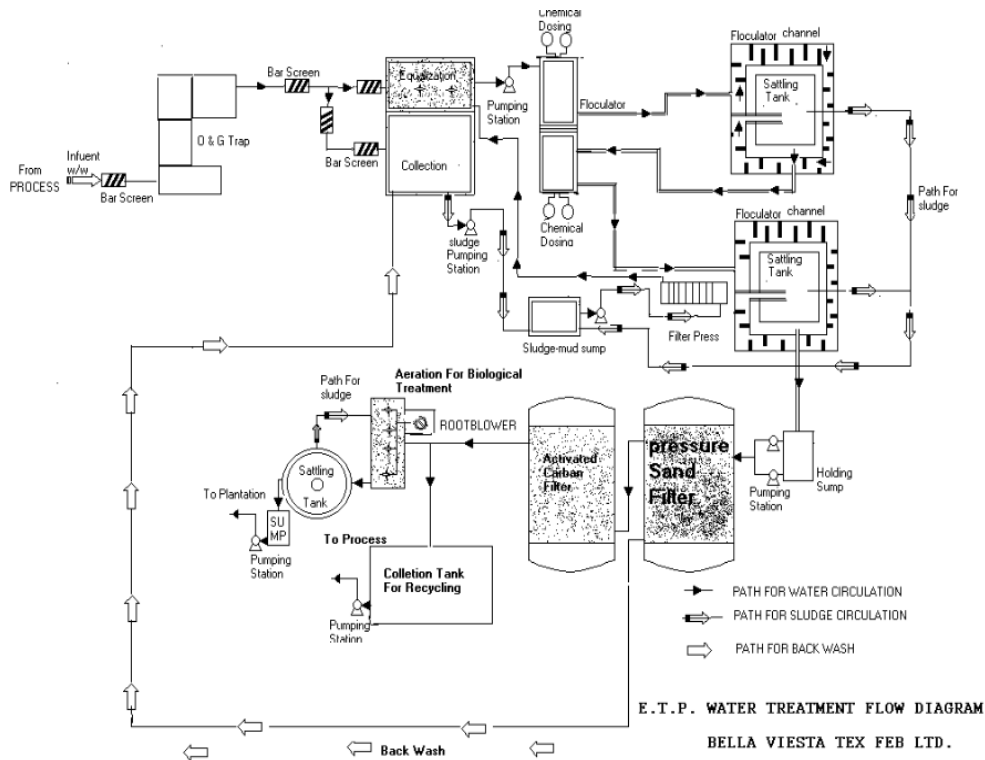 Chemical
Dosing
Floculator channel
Bar Screen
Equalization
Sattling
Tank
Pumping
Station
Floculator
O & G Trap
Bar Screen
Collection
From
PROCESS
Infuent
w/w
Bar Screen
Path For
sludge
Floculator channel
Chemical
Dosing
sludge
Pumping
Station
Sattling
Tank
Filter Press
Sludge-mud sump
Aeration For Biological
Treatment
Path For
sludge
ROOTBLOWER
pressure
Sand
Filter
Activated
Carban
Filter
Holding
Sump
Pumping
Station
Sattling
Tank
To Plantation
SU
MP
Pumping
Station
To Process
Colletion Tank
For Recycling
Pumping
Station
PATH FOR WATER CIRCULATION
PATH FOR SLUDGE CIRCULATION
PATH FOR BACK WASH
E.T.P. WATER TREATMENT FLOW DIAGRAM
BELLA VIESTA TEX FEB LTD.
Back Wash